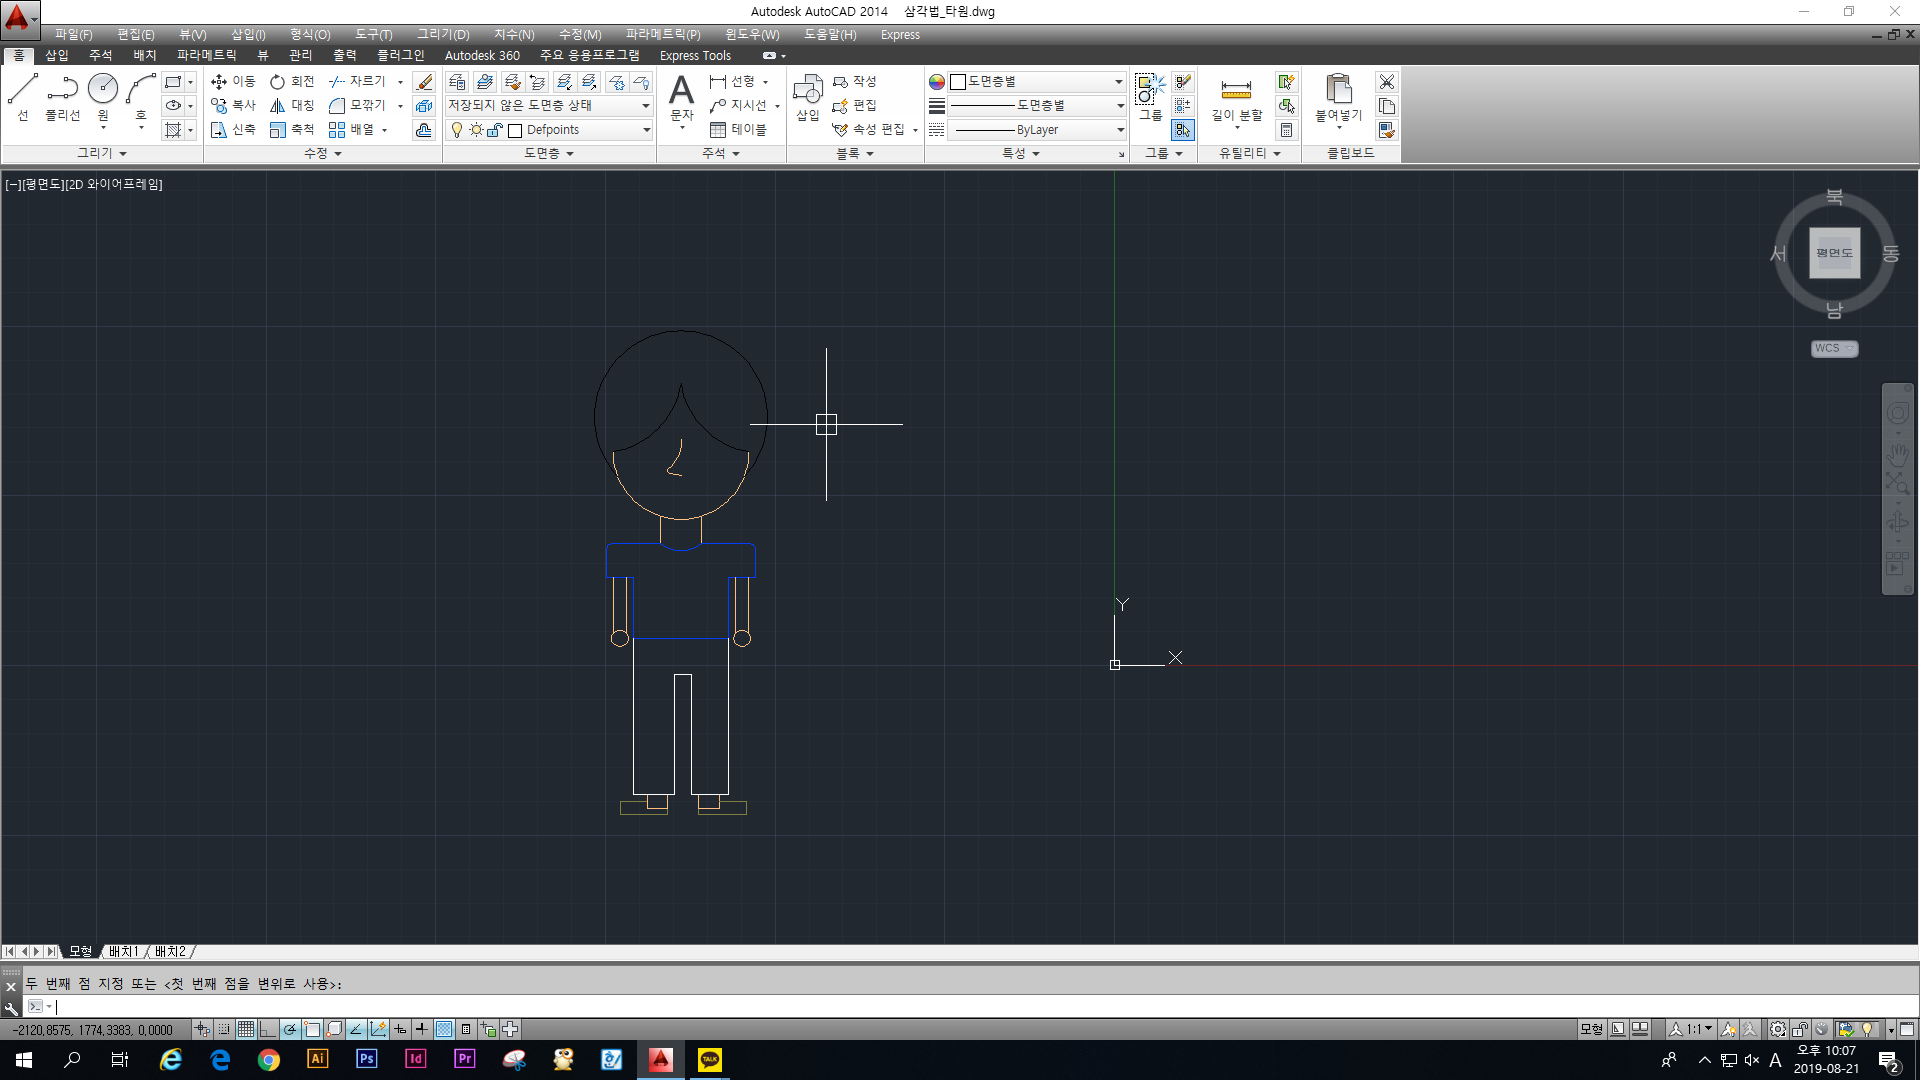 Autodesk AutoCAD 2014 삼각법_타원.dwg
파일(F) 편집(E) 뷰(V) 삽입(I) 형식(O) 도구(T) 그리기(D) 치수(N) 수정(M) 파라메트릭(P) 윈도우(W) 도움말(H) Express
홈 삽입 주석 배치 파라메트릭 뷰 관리 출력 플러그인 Autodesk 360 주요 응용프로그램 Express Tools
이동 회전 자르기 선형 작성 도면층별
저장되지 않은 도면층 상태
복사 대칭 모깎기 지시선 편집 도면층별
선 폴리선 원 호 문자 삽입 그룹 길이 분할 붙여넣기
신축 축척 배열 Defpoints 테이블 속성 편집 ByLayer
그리기 수정 도면층 주석 블록 특성 그룹 유틸리티 클립보드
[−][평면도][2D 와이어프레임]
북
서 평면도 동
남
WCS
Y
X
모형 배치1 배치2
두 번째 점 지정 또는 <첫 번째 점을 변위로 사용>:
-2120,8575, 1774,3383, 0,0000 모형 1:1
Ai Ps Id Pr TALK A 오후 10:07
2019-08-21 2